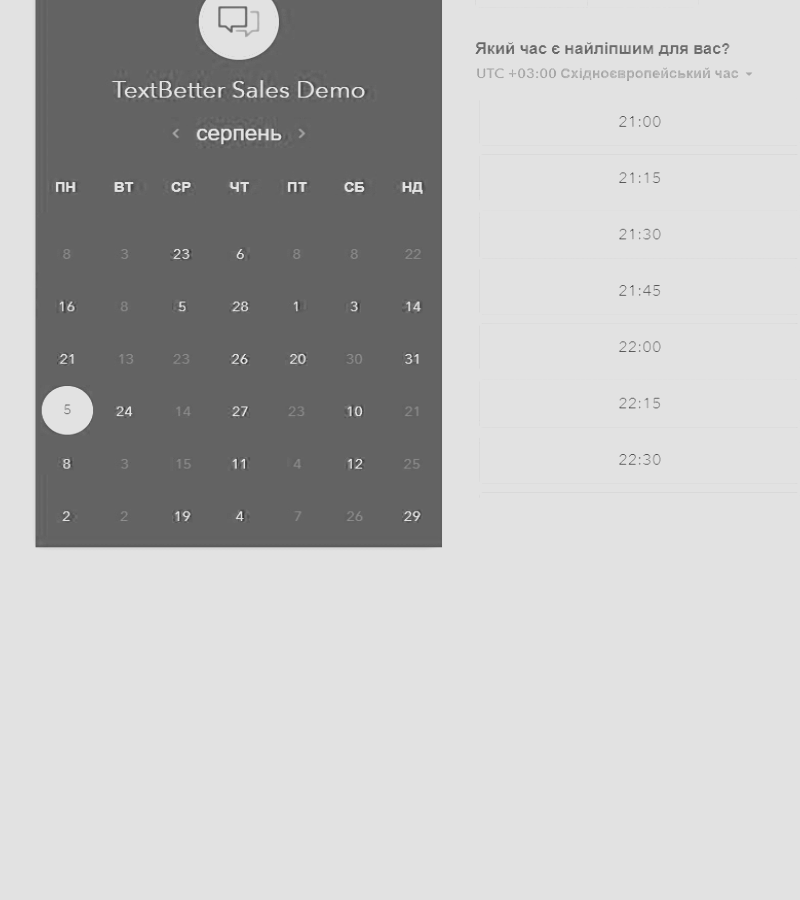 TextBetter Sales Demo
серпень
ПН ВТ СР ЧТ ПТ СБ НД
8 3 23 6 8 8 22
16 8 5 28 1 3 14
21 13 23 26 20 30 31
5 24 14 27 23 10 21
8 3 15 11 4 12 25
2 2 19 4 7 26 29
Який час є найліпшим для вас?
UTC +03:00 Східноєвропейський час
21:00
21:15
21:30
21:45
22:00
22:15
22:30